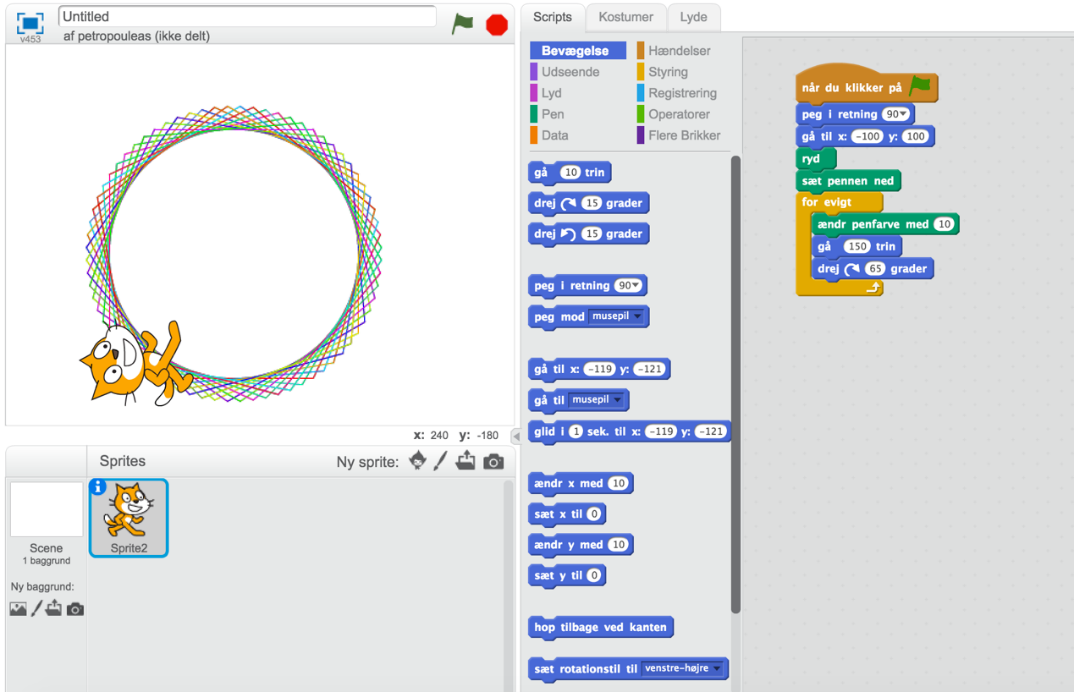 Untitled
af petropouleas (ikke delt)
v453
x: 240 y: -180
Sprites
Ny sprite:
Scene
1 baggrund
Ny baggrund:
Sprite2
Scripts Kostumer Lyde
Bevægelse Hændelser
Udseende Styring
Lyd Registrering
Pen Operatorer
Data Flere Brikker
gå 10 trin
drej 15 grader
drej 15 grader
peg i retning 90▾
peg mod musepil
gå til x: -119 y: -121
gå til musepil
glid i 1 sek. til x: -119 y: -121
ændr x med 10
sæt x til 0
ændr y med 10
sæt y til 0
hop tilbage ved kanten
sæt rotationstil til venstre-højre
når du klikker på
peg i retning 90▾
gå til x: -100 y: 100
ryd
sæt pennen ned
for evigt
ændr penfarve med 10
gå 150 trin
drej 65 grader